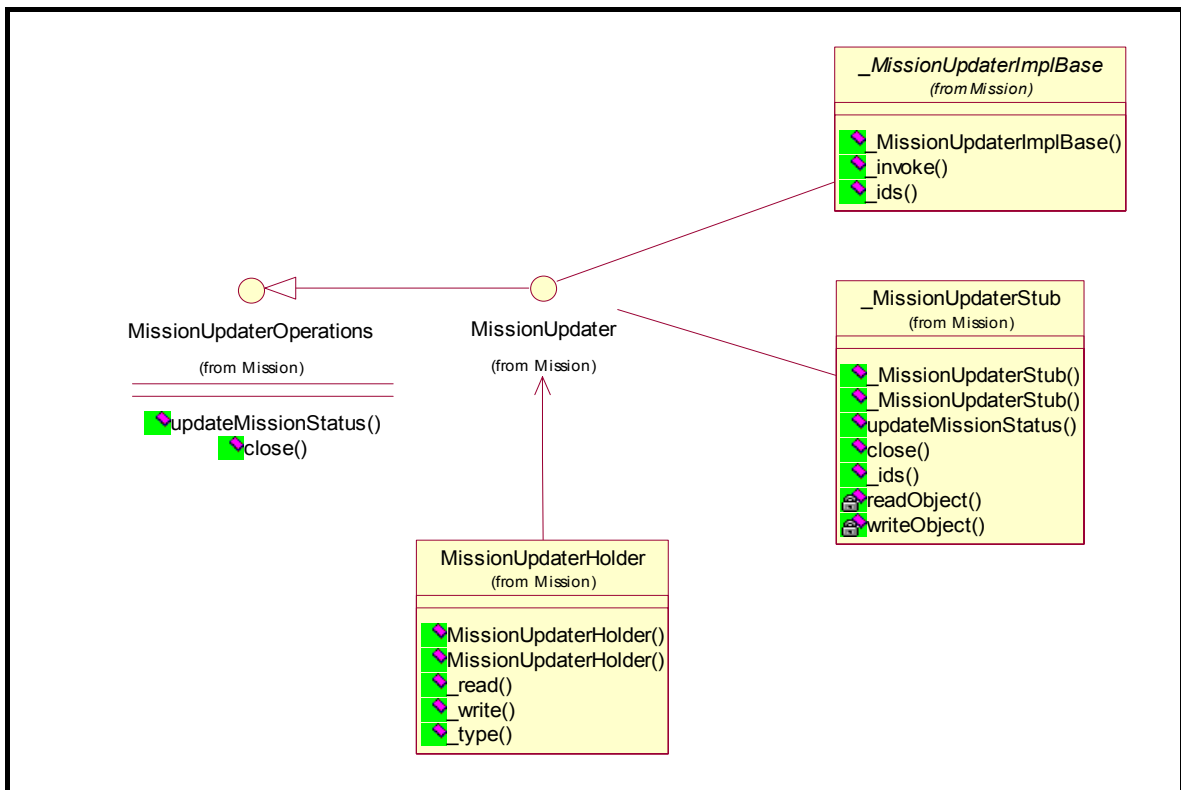 _MissionUpdaterImplBase
(from Mission)
_MissionUpdaterImplBase()
_invoke()
_ids()
MissionUpdaterOperations
(from Mission)
updateMissionStatus()
close()
MissionUpdater
(from Mission)
_MissionUpdaterStub
(from Mission)
_MissionUpdaterStub()
_MissionUpdaterStub()
updateMissionStatus()
close()
_ids()
readObject()
writeObject()
MissionUpdaterHolder
(from Mission)
MissionUpdaterHolder()
MissionUpdaterHolder()
_read()
_write()
_type()